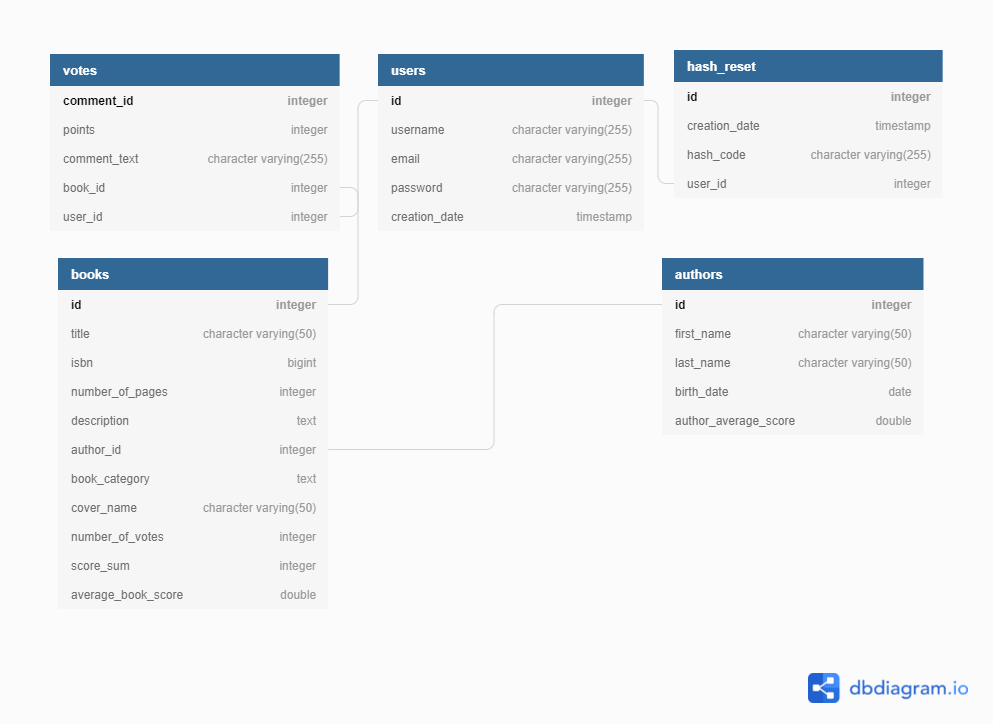 votes
comment_id integer
points integer
comment_text character varying(255)
book_id integer
user_id integer
users
id integer
username character varying(255)
email character varying(255)
password character varying(255)
creation_date timestamp
hash_reset
id integer
creation_date timestamp
hash_code character varying(255)
user_id integer
books
id integer
title character varying(50)
isbn bigint
number_of_pages integer
description text
author_id integer
book_category text
cover_name character varying(50)
number_of_votes integer
score_sum integer
average_book_score double
authors
id integer
first_name character varying(50)
last_name character varying(50)
birth_date date
author_average_score double
dbdiagram.io